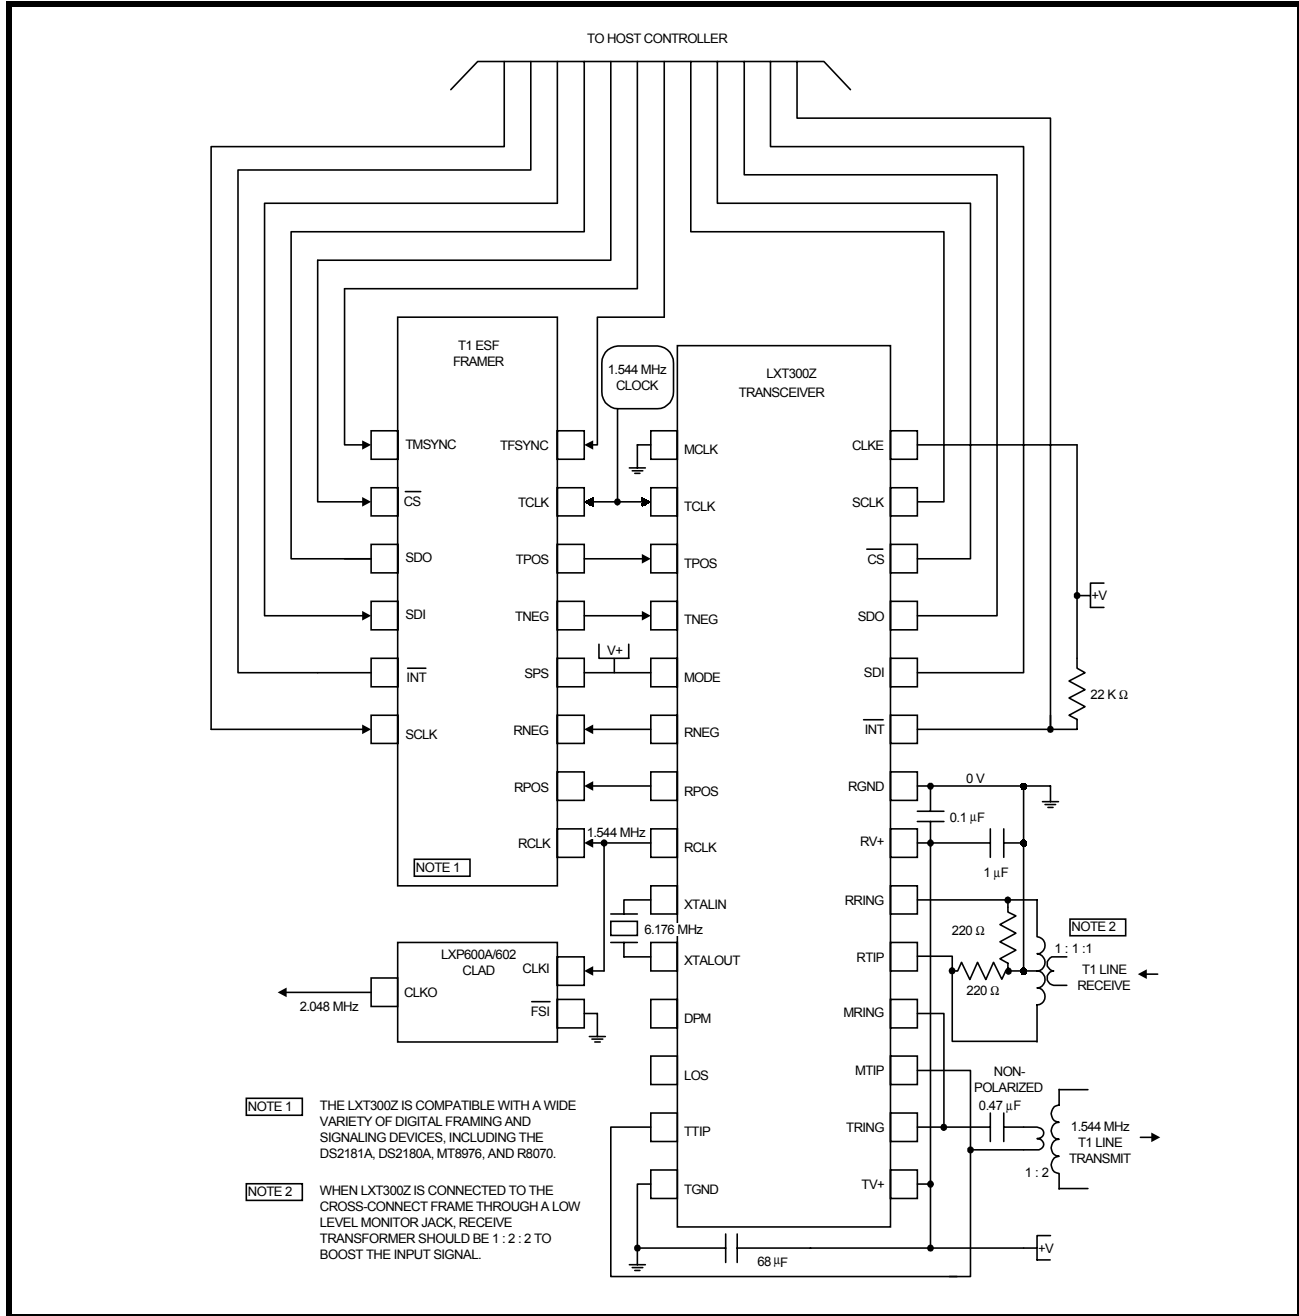 TO HOST CONTROLLER
T1 ESF
FRAMER
TMSYNC
CS
SDO
SDI
INT
SCLK
TFSYNC
TCLK
TPOS
TNEG
SPS
RNEG
RPOS
RCLK
NOTE 1
1.544 MHz
CLOCK
V+
1.544 MHz
LXT300Z
TRANSCEIVER
MCLK
TCLK
TPOS
TNEG
MODE
RNEG
RPOS
RCLK
XTALIN
6.176 MHz
XTALOUT
DPM
LOS
TTIP
TGND
CLKE
SCLK
CS
SDO
SDI
INT
RGND
RV+
RRING
RTIP
MRING
MTIP
TRING
TV+
+V
22 K Ω
0 V
0.1 µF
1 µF
220 Ω
220 Ω
NOTE 2
1 : 1 :1
T1 LINE
RECEIVE
NON-
POLARIZED
0.47 µF
1.544 MHz
T1 LINE
TRANSMIT
1 : 2
+V
68 µF
LXP600A/602
CLAD
CLKI
CLKO
FSI
2.048 MHz
NOTE 1 THE LXT300Z IS COMPATIBLE WITH A WIDE
VARIETY OF DIGITAL FRAMING AND
SIGNALING DEVICES, INCLUDING THE
DS2181A, DS2180A, MT8976, AND R8070.
NOTE 2 WHEN LXT300Z IS CONNECTED TO THE
CROSS-CONNECT FRAME THROUGH A LOW
LEVEL MONITOR JACK, RECEIVE
TRANSFORMER SHOULD BE 1 : 2 : 2 TO
BOOST THE INPUT SIGNAL.